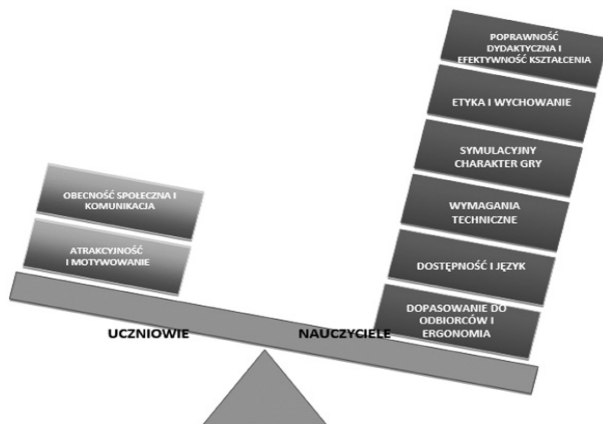 POPRAWNOŚĆ
DYDAKTYCZNA I
EFEKTYWNOŚĆ KSZTAŁCENIA
ETYKA I WYCHOWANIE
SYMULACYJNY
CHARAKTER GRY
OBECNOŚĆ SPOŁECZNA I
KOMUNIKACJA
WYMAGANIA
TECHNICZNE
ATRAKCYJNOŚĆ
I MOTYWOWANIE
DOSTĘPNOŚĆ I JĘZYK
DOPASOWANIE DO
ODBIORCÓW I
ERGONOMIA
UCZNIOWIE
NAUCZYCIELE